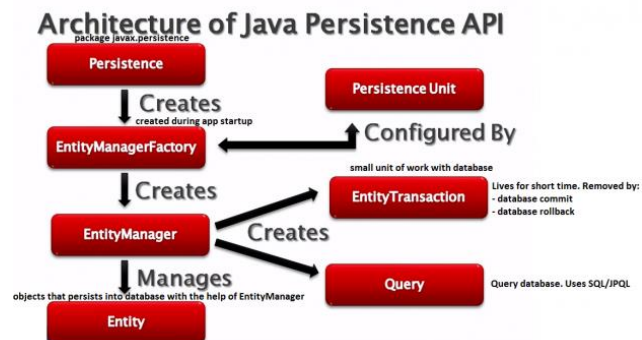 Architecture of Java Persistence API
package javax.persistence
Persistence
Persistence Unit
Creates
created during app startup
Configured By
EntityManagerFactory
small unit of work with database
Creates
EntityTransaction
Lives for short time. Removed by:
- database commit
- database rollback
EntityManager
Creates
Manages
objects that persists into database with the help of EntityManager
Query
Query database. Uses SQL/JPQL
Entity